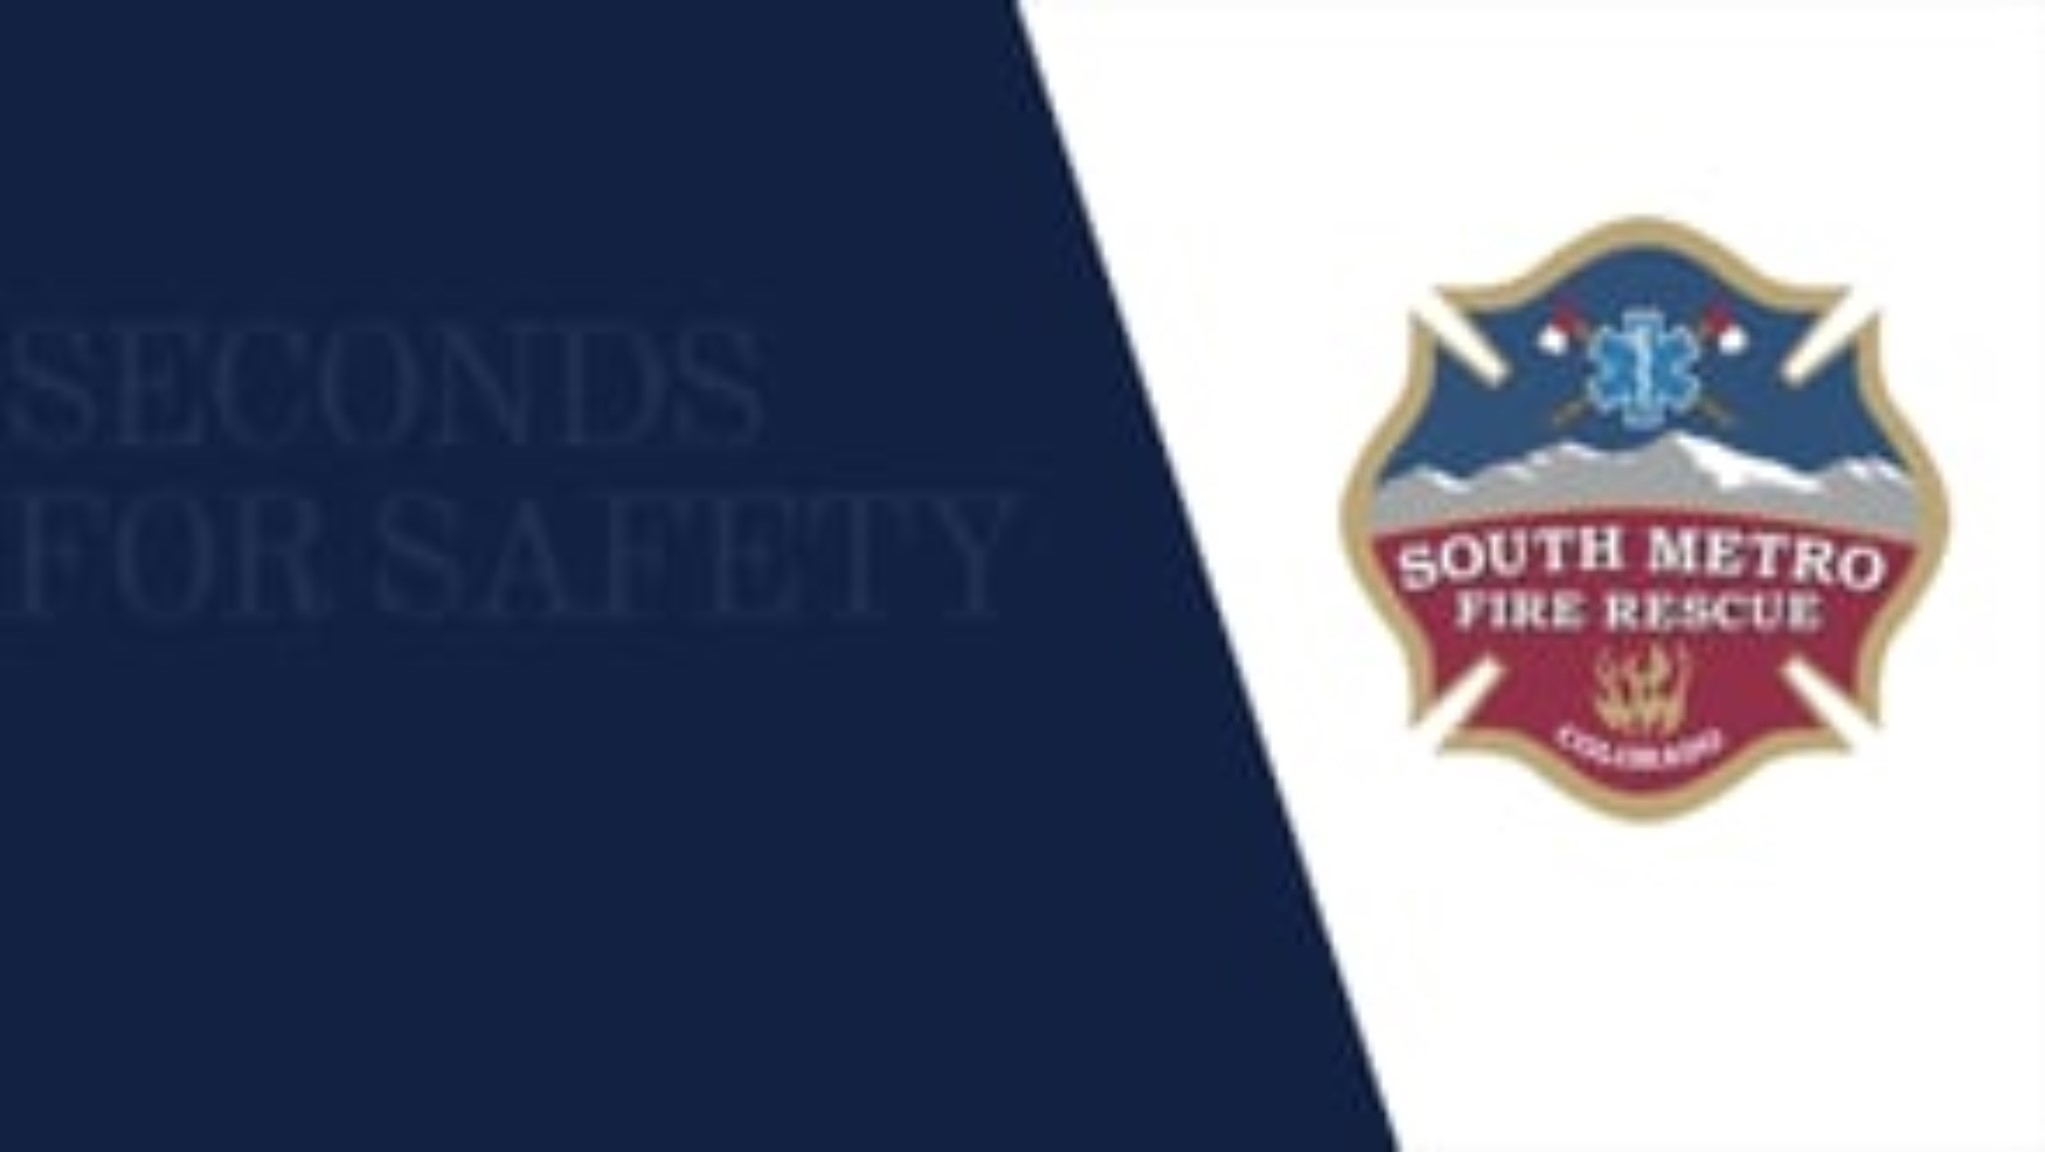 SECONDS
FOR SAFETY
SOUTH METRO
FIRE RESCUE
COLORADO